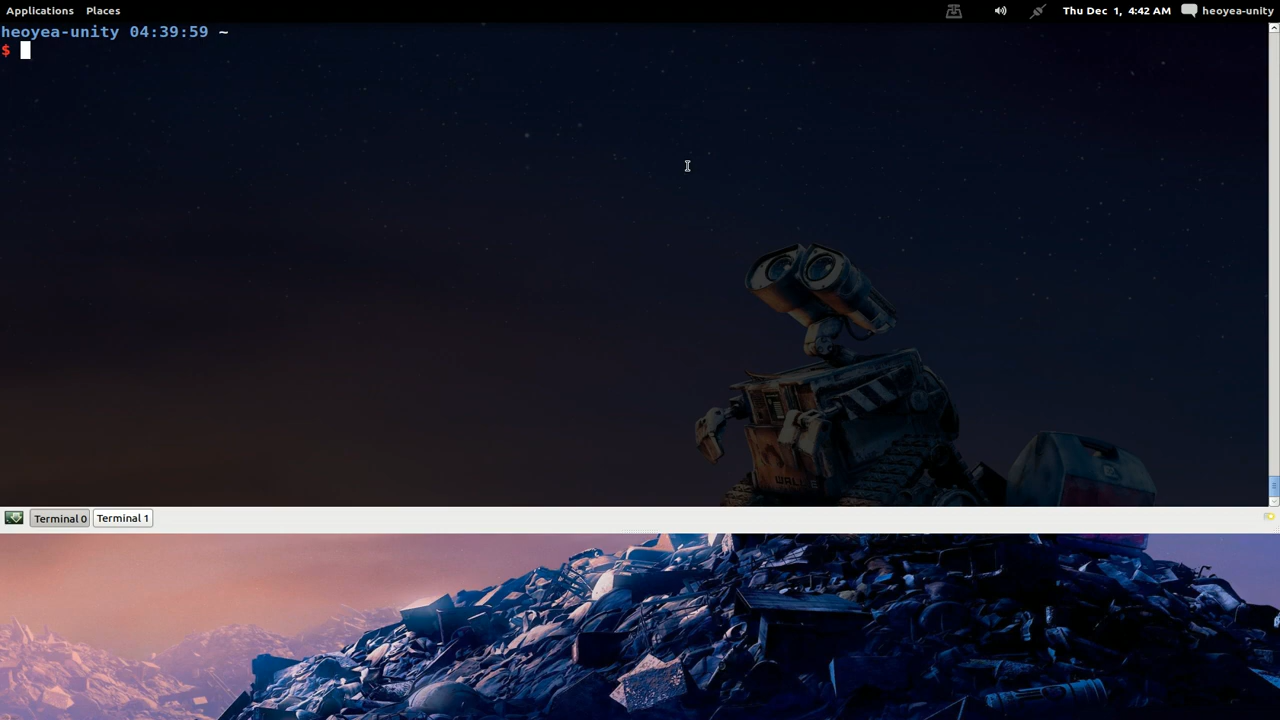 Applications Places Thu Dec 1, 4:42 AM heoyea-unity
heoyea-unity 04:39:59 ~
$
WALL-E
Terminal 0 Terminal 1